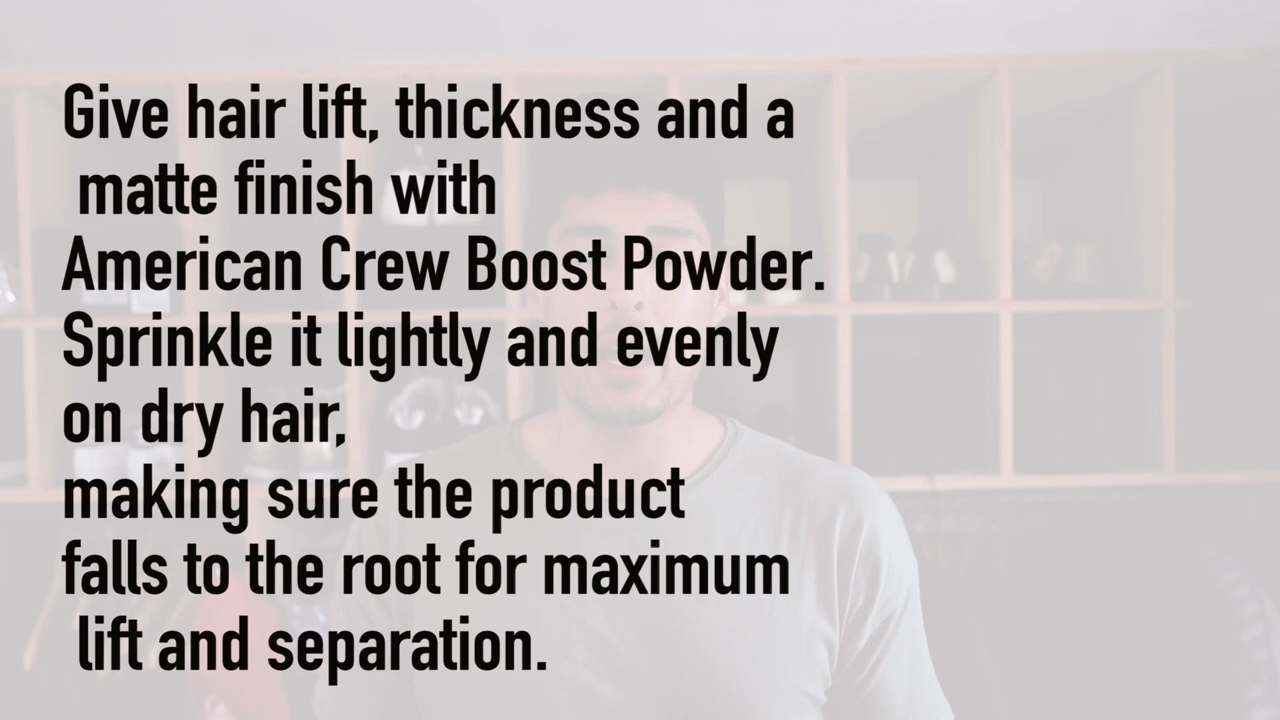 Give hair lift, thickness and a
matte finish with
American Crew Boost Powder.
Sprinkle it lightly and evenly
on dry hair,
making sure the product
falls to the root for maximum
lift and separation.